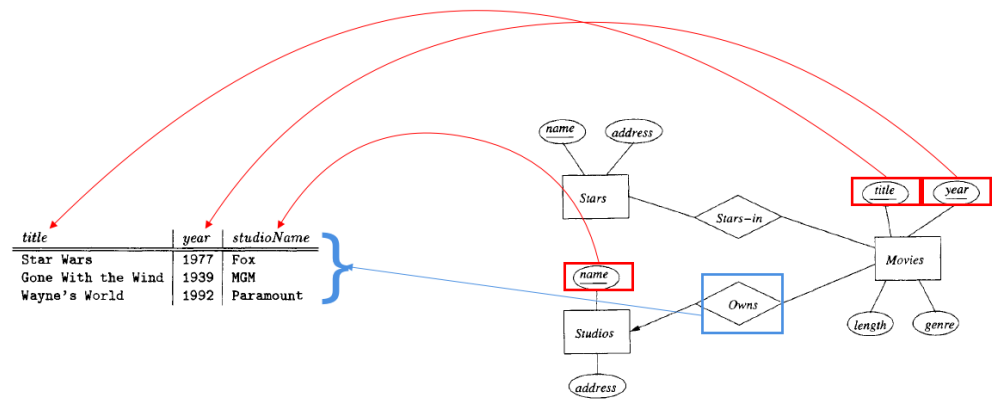 name address
title year
Stars
Stars-in
title year studioName
Star Wars 1977 Fox
Gone With the Wind 1939 MGM
Wayne's World 1992 Paramount
Movies
name
Owns
Studios
length genre
address